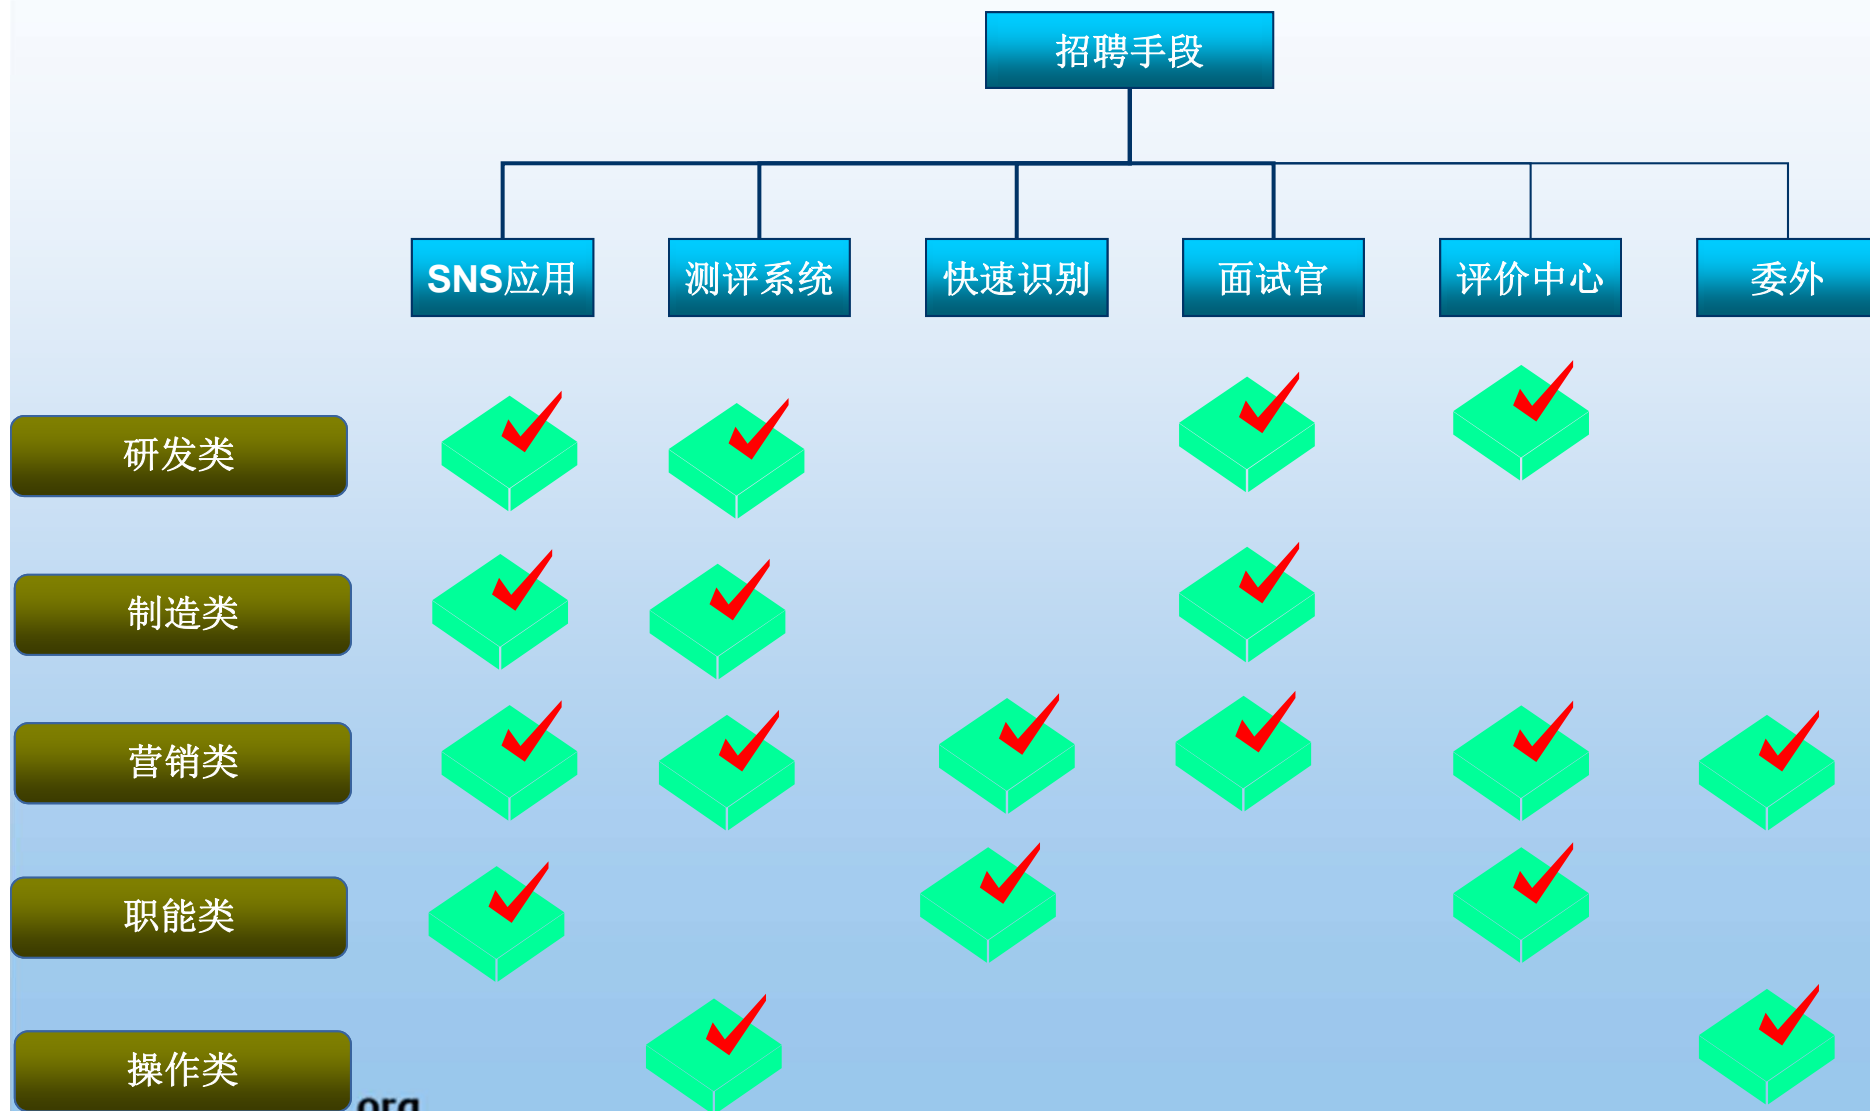 招聘手段
SNS应用
测评系统
快速识别
面试官
评价中心
委外
研发类
制造类
营销类
职能类
操作类
org